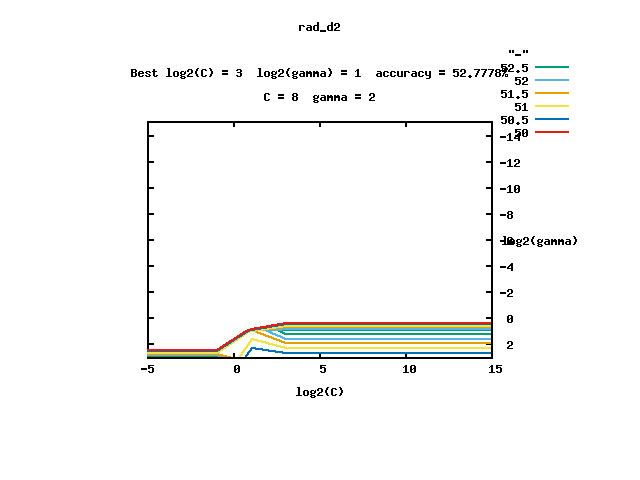 rad_d2
"-"
Best log2(C) = 3  log2(gamma) = 1  accuracy = 52.7778%
C = 8  gamma = 2
52.5
52
51.5
51
50.5
50
-14
-12
-10
-8
-6
log2(gamma)
-4
-2
0
2
-5 0 5 10 15
log2(C)